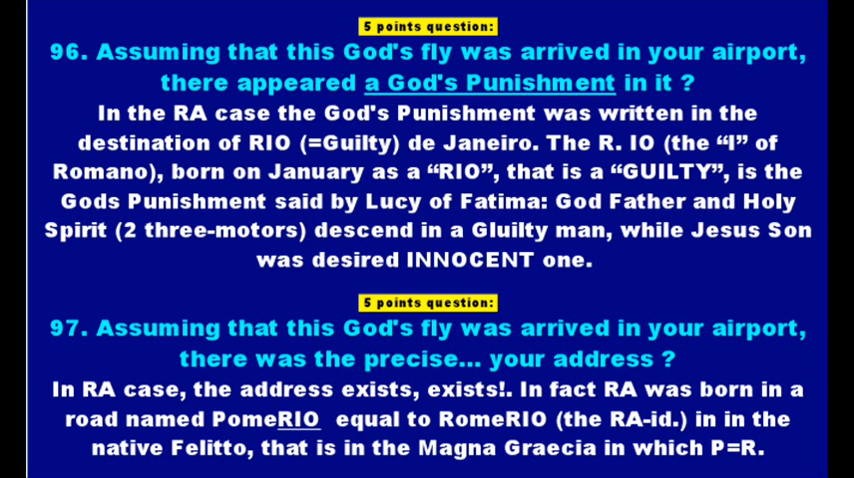 5 points question:
96. Assuming that this God's fly was arrived in your airport,
there appeared a God's Punishment in it ?
In the RA case the God's Punishment was written in the
destination of RIO (=Guilty) de Janeiro. The R. IO (the “I” of
Romano), born on January as a “RIO”, that is a “GUILTY”, is the
Gods Punishment said by Lucy of Fatima: God Father and Holy
Spirit (2 three-motors) descend in a Gluilty man, while Jesus Son
was desired INNOCENT one.
5 points question:
97. Assuming that this God's fly was arrived in your airport,
there was the precise... your address ?
In RA case, the address exists, exists!. In fact RA was born in a
road named PomeRIO equal to RomeRIO (the RA-id.) in in the
native Felitto, that is in the Magna Graecia in which P=R.